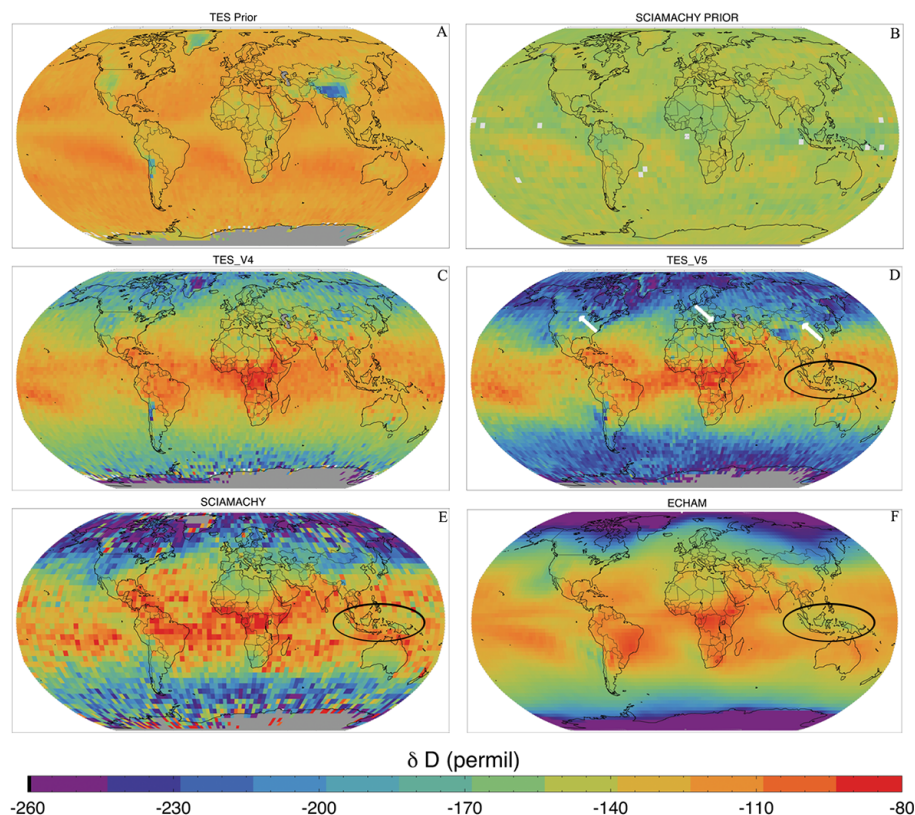 TES Prior
A
SCIAMACHY PRIOR
B
TES_V4
C
TES_V5
D
SCIAMACHY
E
ECHAM
F
δ D (permil)
-260 -230 -200 -170 -140 -110 -80